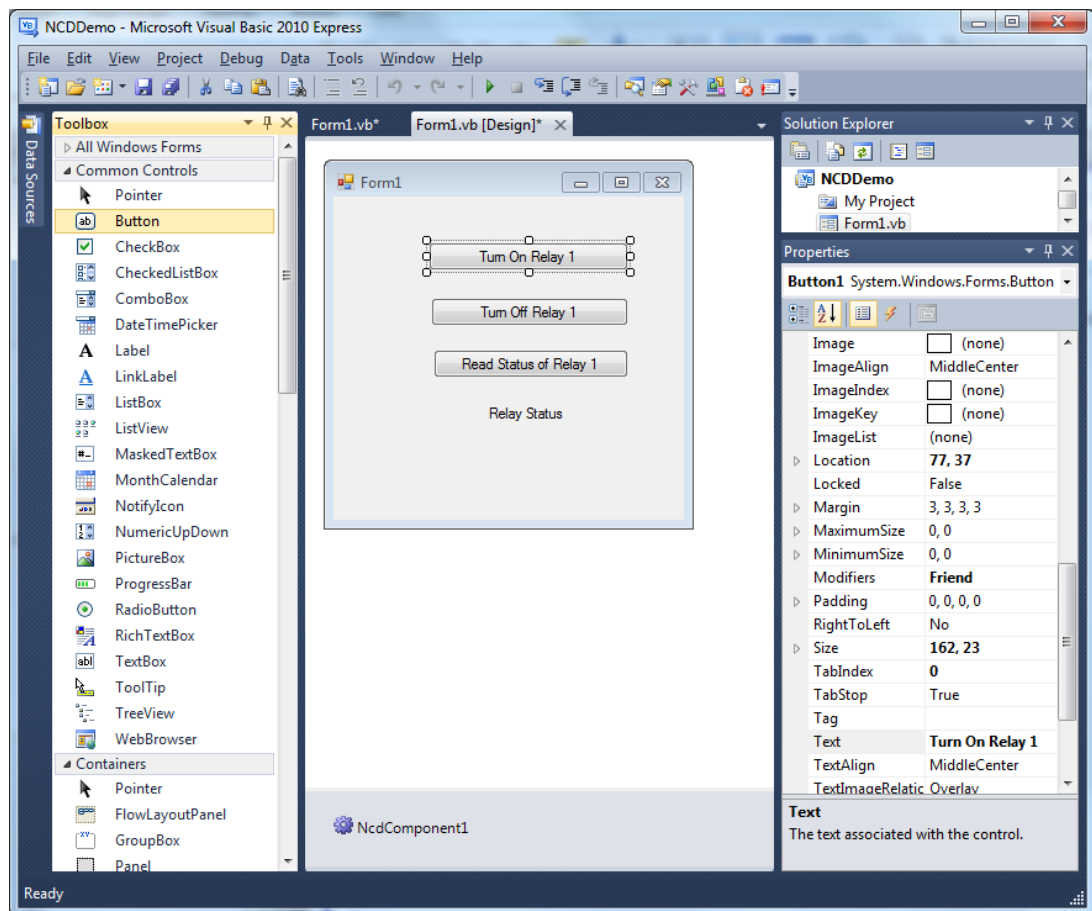 NCDDemo - Microsoft Visual Basic 2010 Express
File Edit View Project Debug Data Tools Window Help
Data Sources
Toolbox
All Windows Forms
Common Controls
Pointer
ab Button
CheckBox
CheckedListBox
ComboBox
DateTimePicker
A Label
A LinkLabel
ListBox
ListView
MaskedTextBox
MonthCalendar
NotifyIcon
NumericUpDown
PictureBox
ProgressBar
RadioButton
RichTextBox
abl TextBox
ToolTip
TreeView
WebBrowser
Containers
Pointer
FlowLayoutPanel
GroupBox
Panel
Form1.vb* Form1.vb [Design]*
Form1
Turn On Relay 1
Turn Off Relay 1
Read Status of Relay 1
Relay Status
NcdComponent1
Solution Explorer
NCDDemo
My Project
Form1.vb
Properties
Button1 System.Windows.Forms.Button
Image (none)
ImageAlign MiddleCenter
ImageIndex (none)
ImageKey (none)
ImageList (none)
Location 77, 37
Locked False
Margin 3, 3, 3, 3
MaximumSize 0, 0
MinimumSize 0, 0
Modifiers Friend
Padding 0, 0, 0, 0
RightToLeft No
Size 162, 23
TabIndex 0
TabStop True
Tag
Text Turn On Relay 1
TextAlign MiddleCenter
TextImageRelatic Overlay
Text
The text associated with the control.
Ready